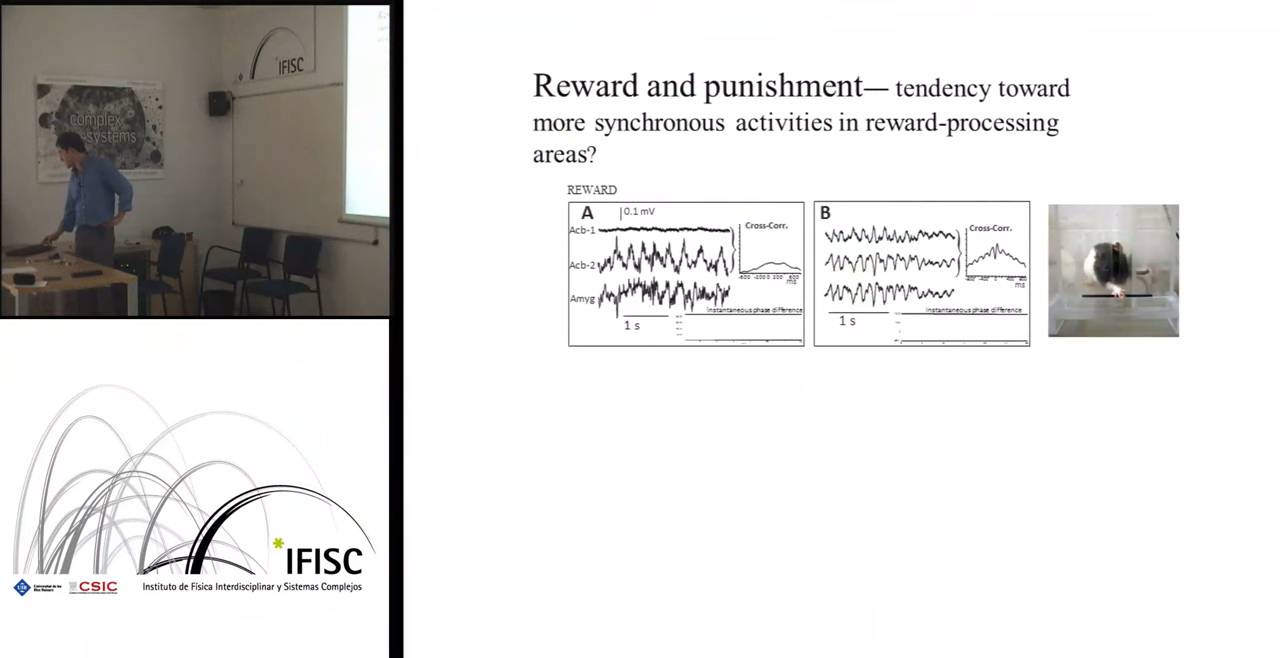 IFISC
complex
systems
Reward and punishment— tendency toward
more synchronous activities in reward-processing
areas?
REWARD
A
0.1 mV
Acb-1
Acb-2
Amyg
Cross-Corr.
ms
1 s
Instantaneous phase difference
B
Cross-Corr.
ms
1 s
Instantaneous phase difference
IFISC
CSIC
Instituto de Física Interdisciplinar y Sistemas Complejos